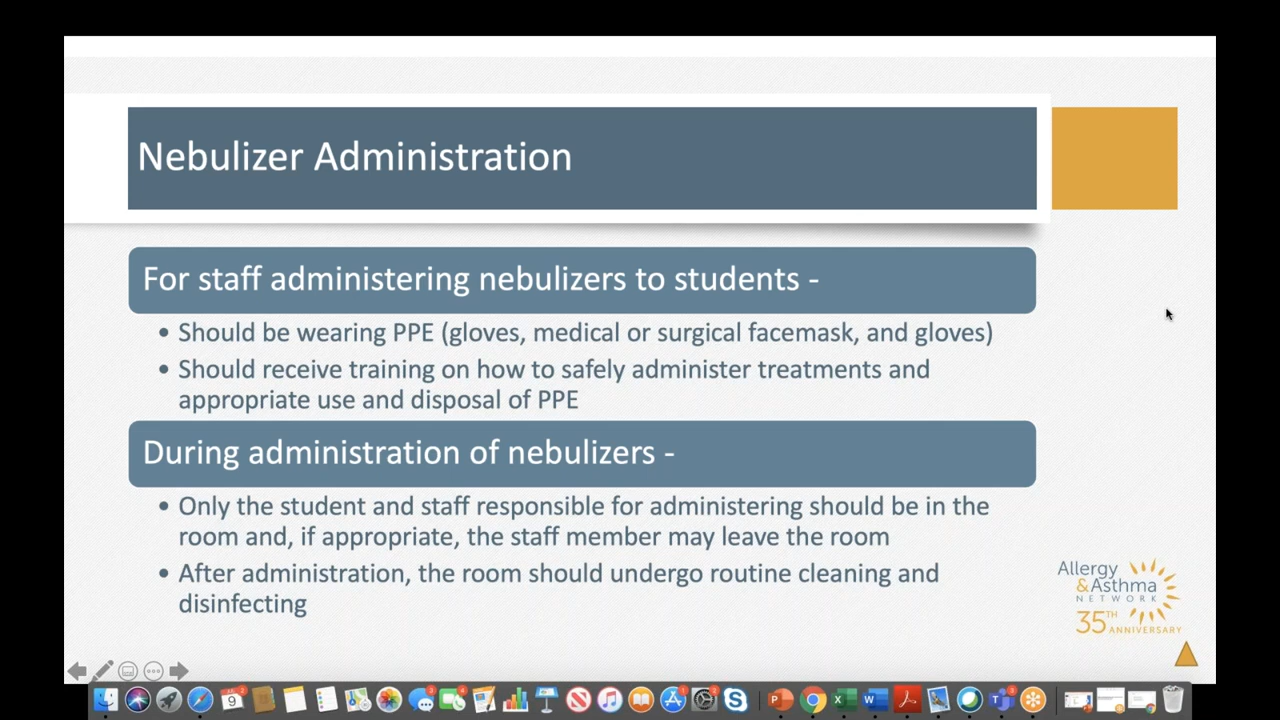 Nebulizer Administration
For staff administering nebulizers to students -
• Should be wearing PPE (gloves, medical or surgical facemask, and gloves)
• Should receive training on how to safely administer treatments and
appropriate use and disposal of PPE
During administration of nebulizers -
• Only the student and staff responsible for administering should be in the
room and, if appropriate, the staff member may leave the room
• After administration, the room should undergo routine cleaning and
disinfecting
Allergy
&Asthma
NETWORK
35TH ANNIVERSARY
9